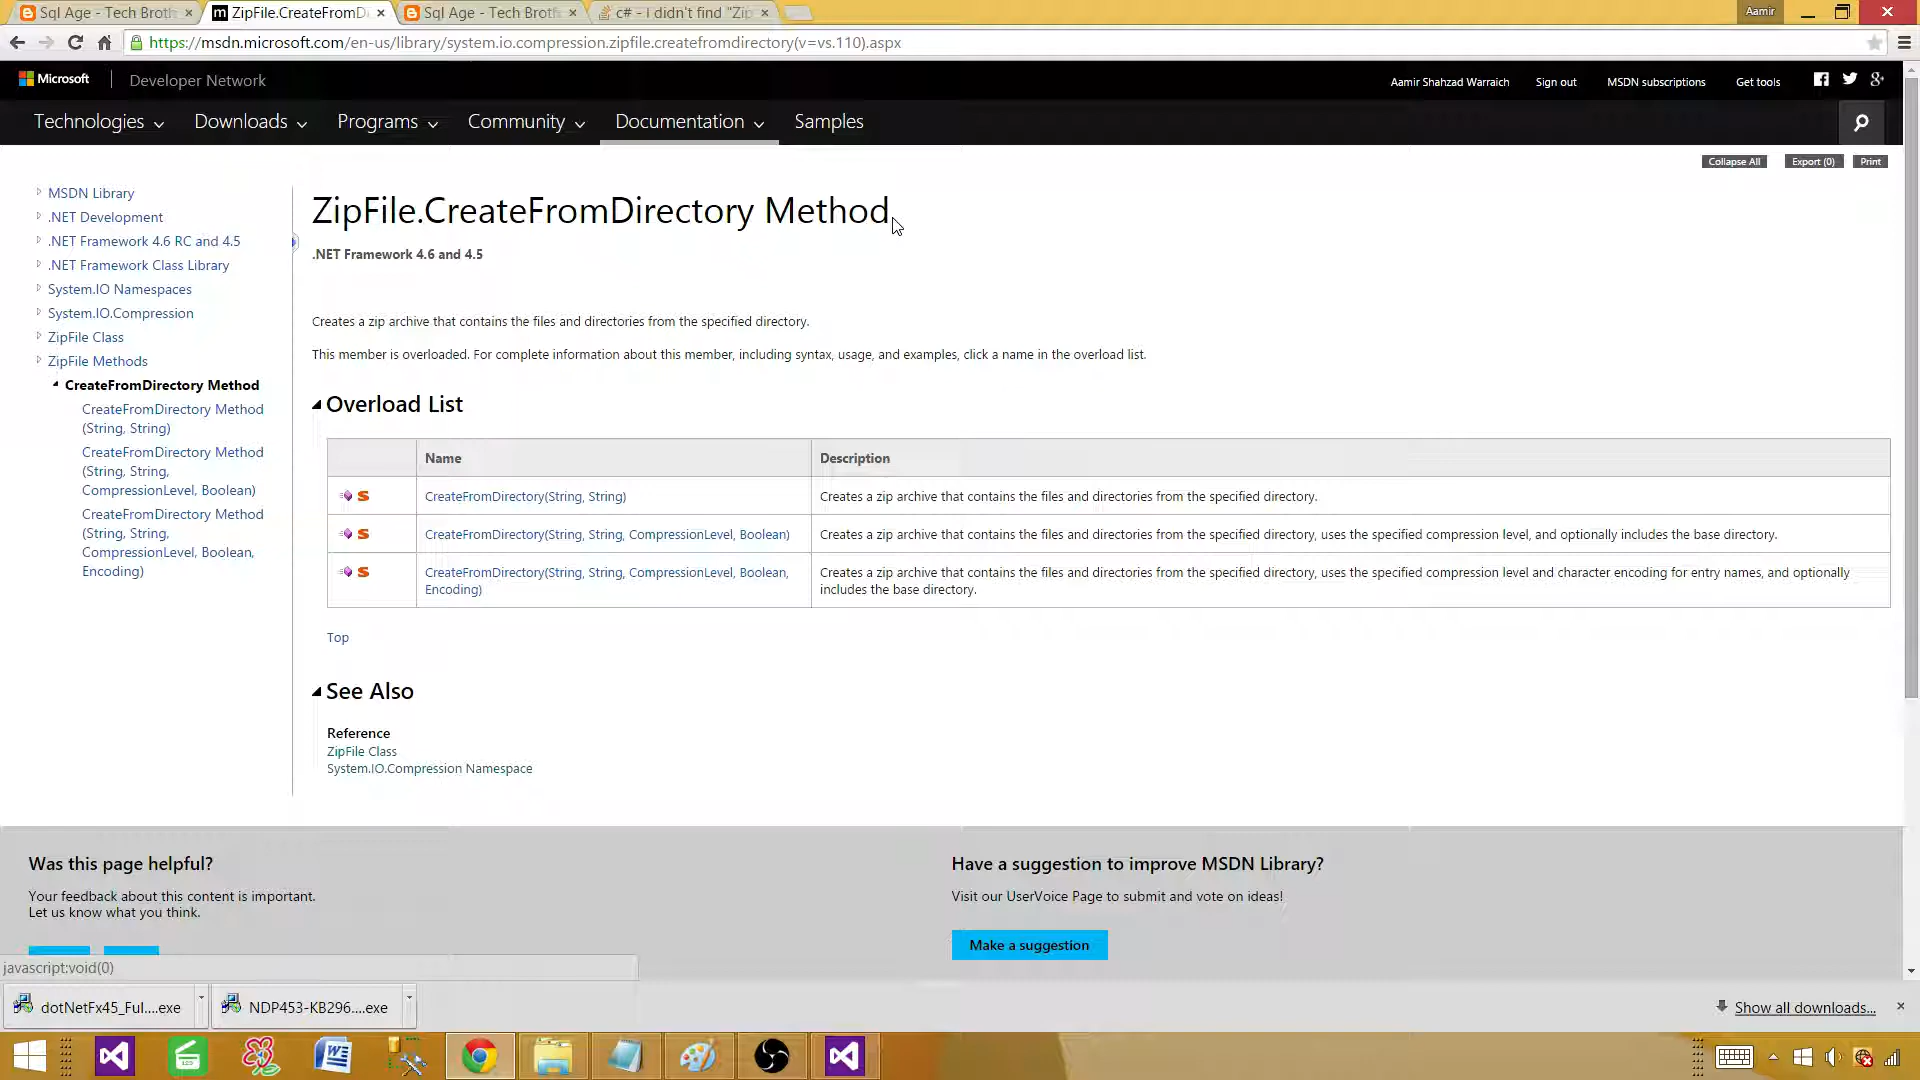 Sql Age - Tech Broth
ZipFile.CreateFromDi
Sql Age - Tech Broth
c# - I didn't find "Zip
Aamir
https://msdn.microsoft.com/en-us/library/system.io.compression.zipfile.createfromdirectory(v=vs.110).aspx
Microsoft
Developer Network
Aamir Shahzad Warraich
Sign out
MSDN subscriptions
Get tools
Technologies
Downloads
Programs
Community
Documentation
Samples
Collapse All
Export (0)
Print
MSDN Library
.NET Development
.NET Framework 4.6 RC and 4.5
.NET Framework Class Library
System.IO Namespaces
System.IO.Compression
ZipFile Class
ZipFile Methods
CreateFromDirectory Method
CreateFromDirectory Method
(String, String)
CreateFromDirectory Method
(String, String,
CompressionLevel, Boolean)
CreateFromDirectory Method
(String, String,
CompressionLevel, Boolean,
Encoding)
ZipFile.CreateFromDirectory Method
.NET Framework 4.6 and 4.5
Creates a zip archive that contains the files and directories from the specified directory.
This member is overloaded. For complete information about this member, including syntax, usage, and examples, click a name in the overload list.
Overload List
Name
Description
CreateFromDirectory(String, String)
Creates a zip archive that contains the files and directories from the specified directory.
CreateFromDirectory(String, String, CompressionLevel, Boolean)
Creates a zip archive that contains the files and directories from the specified directory, uses the specified compression level, and optionally includes the base directory.
CreateFromDirectory(String, String, CompressionLevel, Boolean,
Encoding)
Creates a zip archive that contains the files and directories from the specified directory, uses the specified compression level and character encoding for entry names, and optionally
includes the base directory.
Top
See Also
Reference
ZipFile Class
System.IO.Compression Namespace
Was this page helpful?
Your feedback about this content is important.
Let us know what you think.
Have a suggestion to improve MSDN Library?
Visit our UserVoice Page to submit and vote on ideas!
Make a suggestion
javascript:void(0)
dotNetFx45_Ful....exe
NDP453-KB296....exe
Show all downloads...